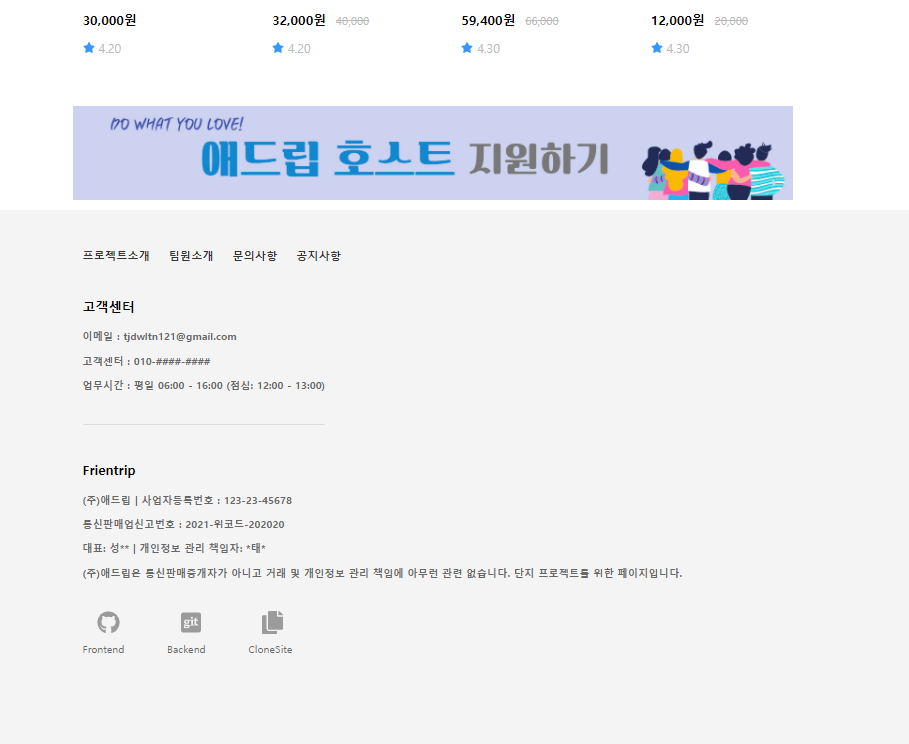 30,000원 32,000원 40,000 59,400원 66,000 12,000원 20,000
4.20 4.20 4.30 4.30
DO WHAT YOU LOVE!
애드립 호스트 지원하기
프로젝트소개 팀원소개 문의사항 공지사항
고객센터
이메일 : tjdwltn121@gmail.com
고객센터 : 010-####-####
업무시간 : 평일 06:00 - 16:00 (점심: 12:00 - 13:00)
Frientrip
(주)애드립 | 사업자등록번호 : 123-23-45678
통신판매업신고번호 : 2021-위코드-202020
대표: 성** | 개인정보 관리 책임자: *태*
(주)애드립은 통신판매중개자가 아니고 거래 및 개인정보 관리 책임에 아무런 관련 없습니다. 단지 프로젝트를 위한 페이지입니다.
git
Frontend Backend CloneSite